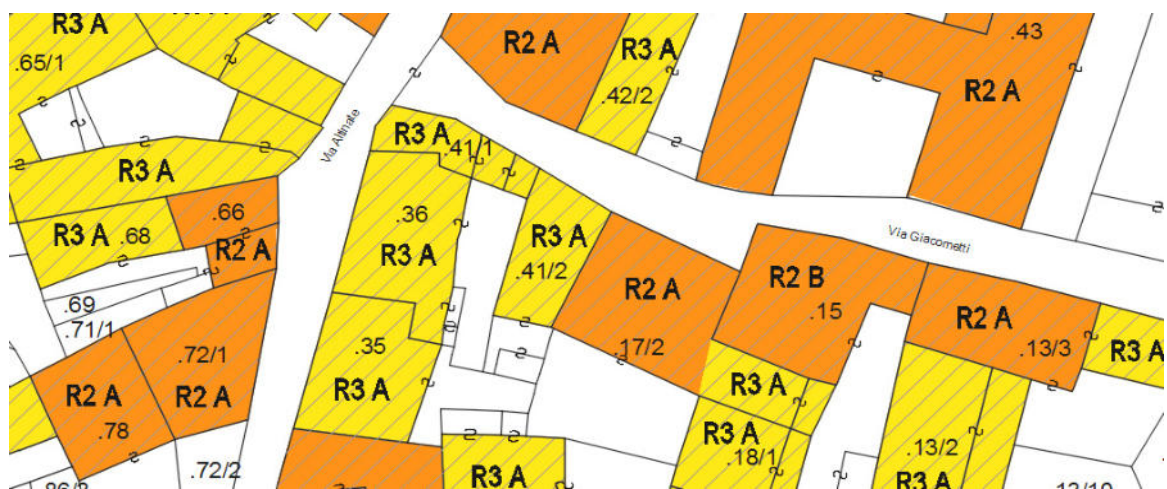 R3 A
R2 A
.43
R3 A
.65/1
R2 A
.42/2
Via Altinate
R3 A
.41/1
R3 A
.66
.36
R3 A
.68
R3 A
Via Giacometti
R2 A
R3 A
.41/2
R2 B
R2 A
.69
.15
R2 A
.71/1
.17/2
.13/3
.72/1
.35
R3 A
R2 A
R2 A
R3 A
R3 A
.78
R3 A
.18/1
.13/2
.72/2
R3 A
R3 A